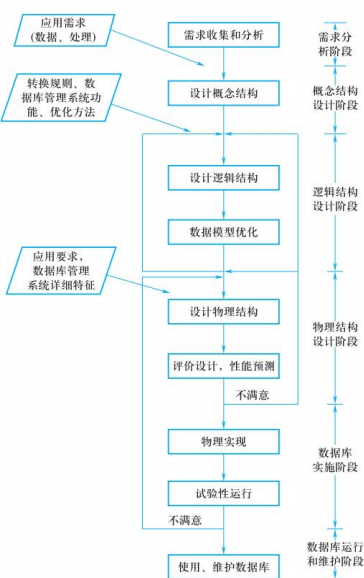 应用需求
(数据、处理)
需求收集和分析
需求分
析阶段
转换规则、数
据库管理系统功
能、优化方法
设计概念结构
概念结构
设计阶段
设计逻辑结构
逻辑结构
设计阶段
数据模型优化
应用要求,
数据库管理
系统详细特征
设计物理结构
物理结构
设计阶段
评价设计，性能预测
不满意
物理实现
数据库
实施阶段
试验性运行
不满意
使用、维护数据库
数据库运行
和维护阶段